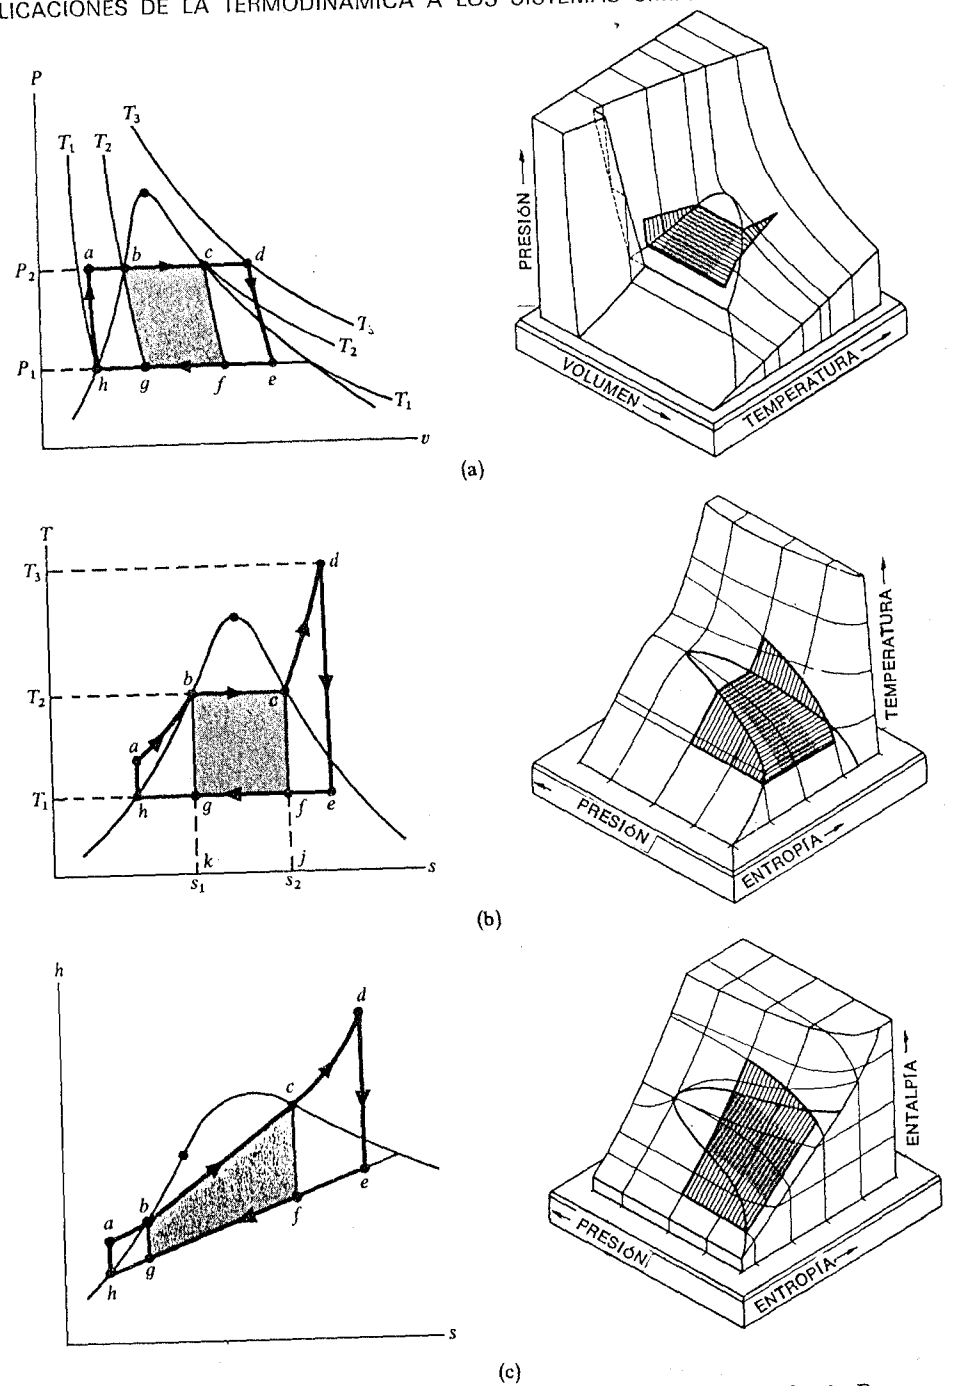 LICACIONES DE LA TERMODINÁMICA A LOS SISTEMAS
P
T₁ T₂ T₃
P₂ a b c d
T₃
T₂
P₁ h g f e
T₁
v
PRESIÓN
VOLUMEN
TEMPERATURA
(a)
T
T₃ d
T₂ b c
a
T₁ h g f e
k j
s₁ s₂ s
TEMPERATURA
PRESIÓN
ENTROPÍA
(b)
h
d
c
a b e
f
h g
s
ENTALPÍA
PRESIÓN
ENTROPÍA
(c)